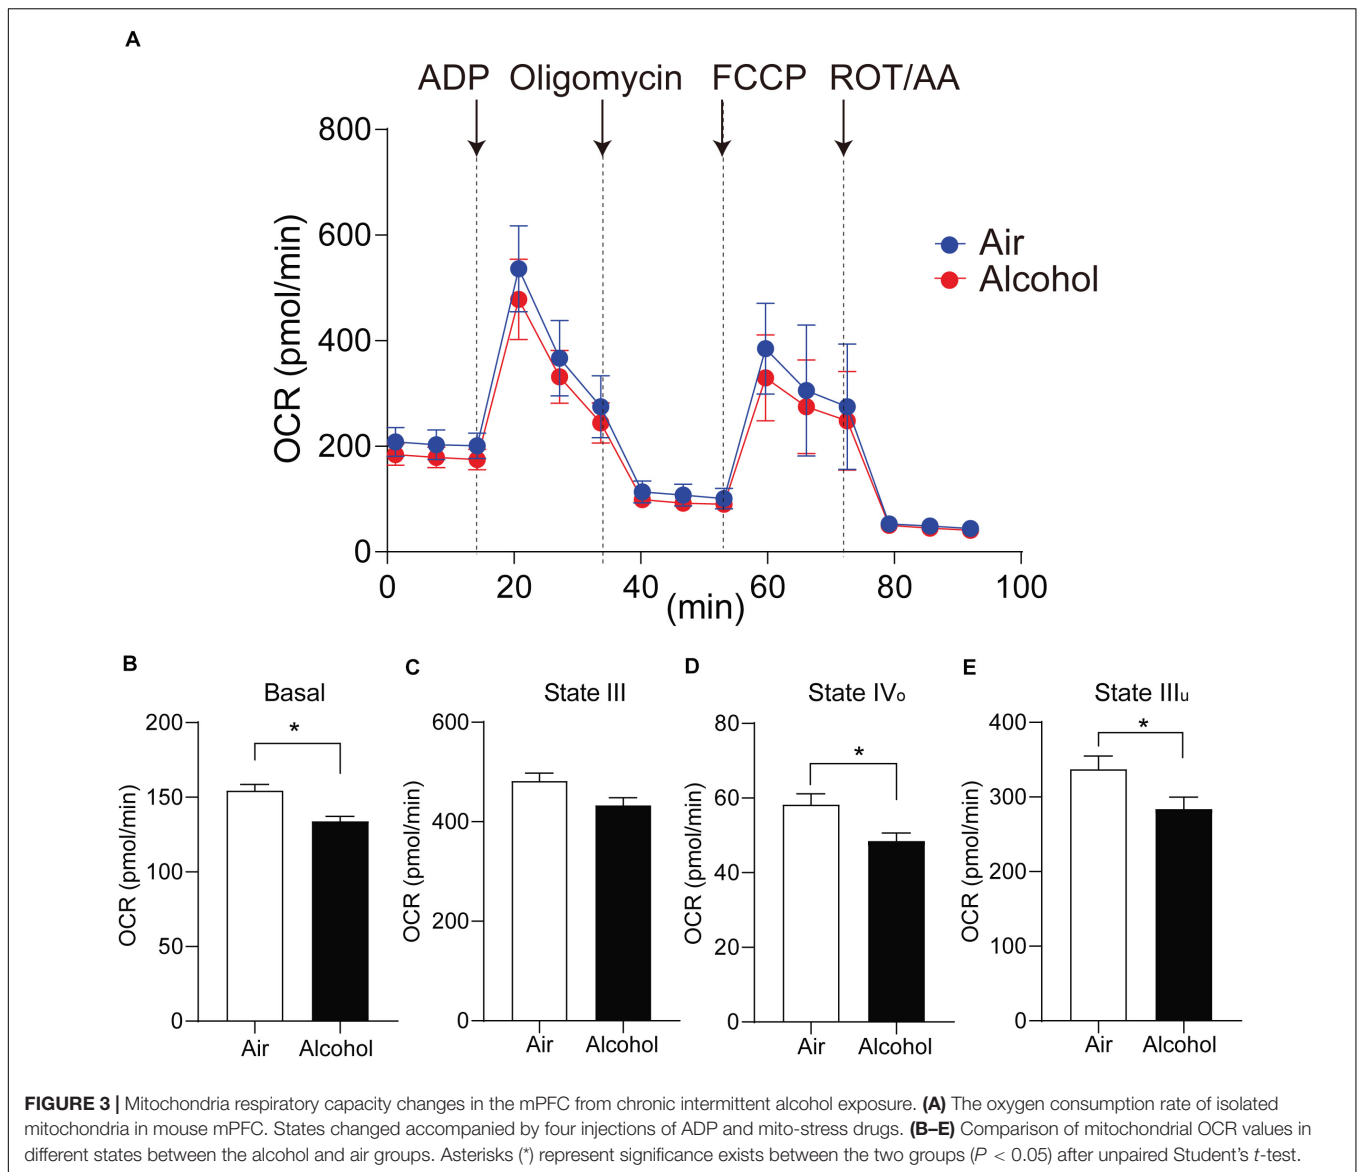 A
ADP Oligomycin FCCP ROT/AA
800
600
400
200
0
OCR (pmol/min)
Air
Alcohol
0 20 40 60 80 100
(min)
B
Basal
200
150
100
50
0
OCR (pmol/min)
*
Air Alcohol
C
State III
600
400
200
0
OCR (pmol/min)
Air Alcohol
D
State IVo
80
60
40
20
0
OCR (pmol/min)
*
Air Alcohol
E
State IIIu
400
300
200
100
0
OCR (pmol/min)
*
Air Alcohol
FIGURE 3 | Mitochondria respiratory capacity changes in the mPFC from chronic intermittent alcohol exposure. (A) The oxygen consumption rate of isolated
mitochondria in mouse mPFC. States changed accompanied by four injections of ADP and mito-stress drugs. (B–E) Comparison of mitochondrial OCR values in
different states between the alcohol and air groups. Asterisks (*) represent significance exists between the two groups (P < 0.05) after unpaired Student's t-test.